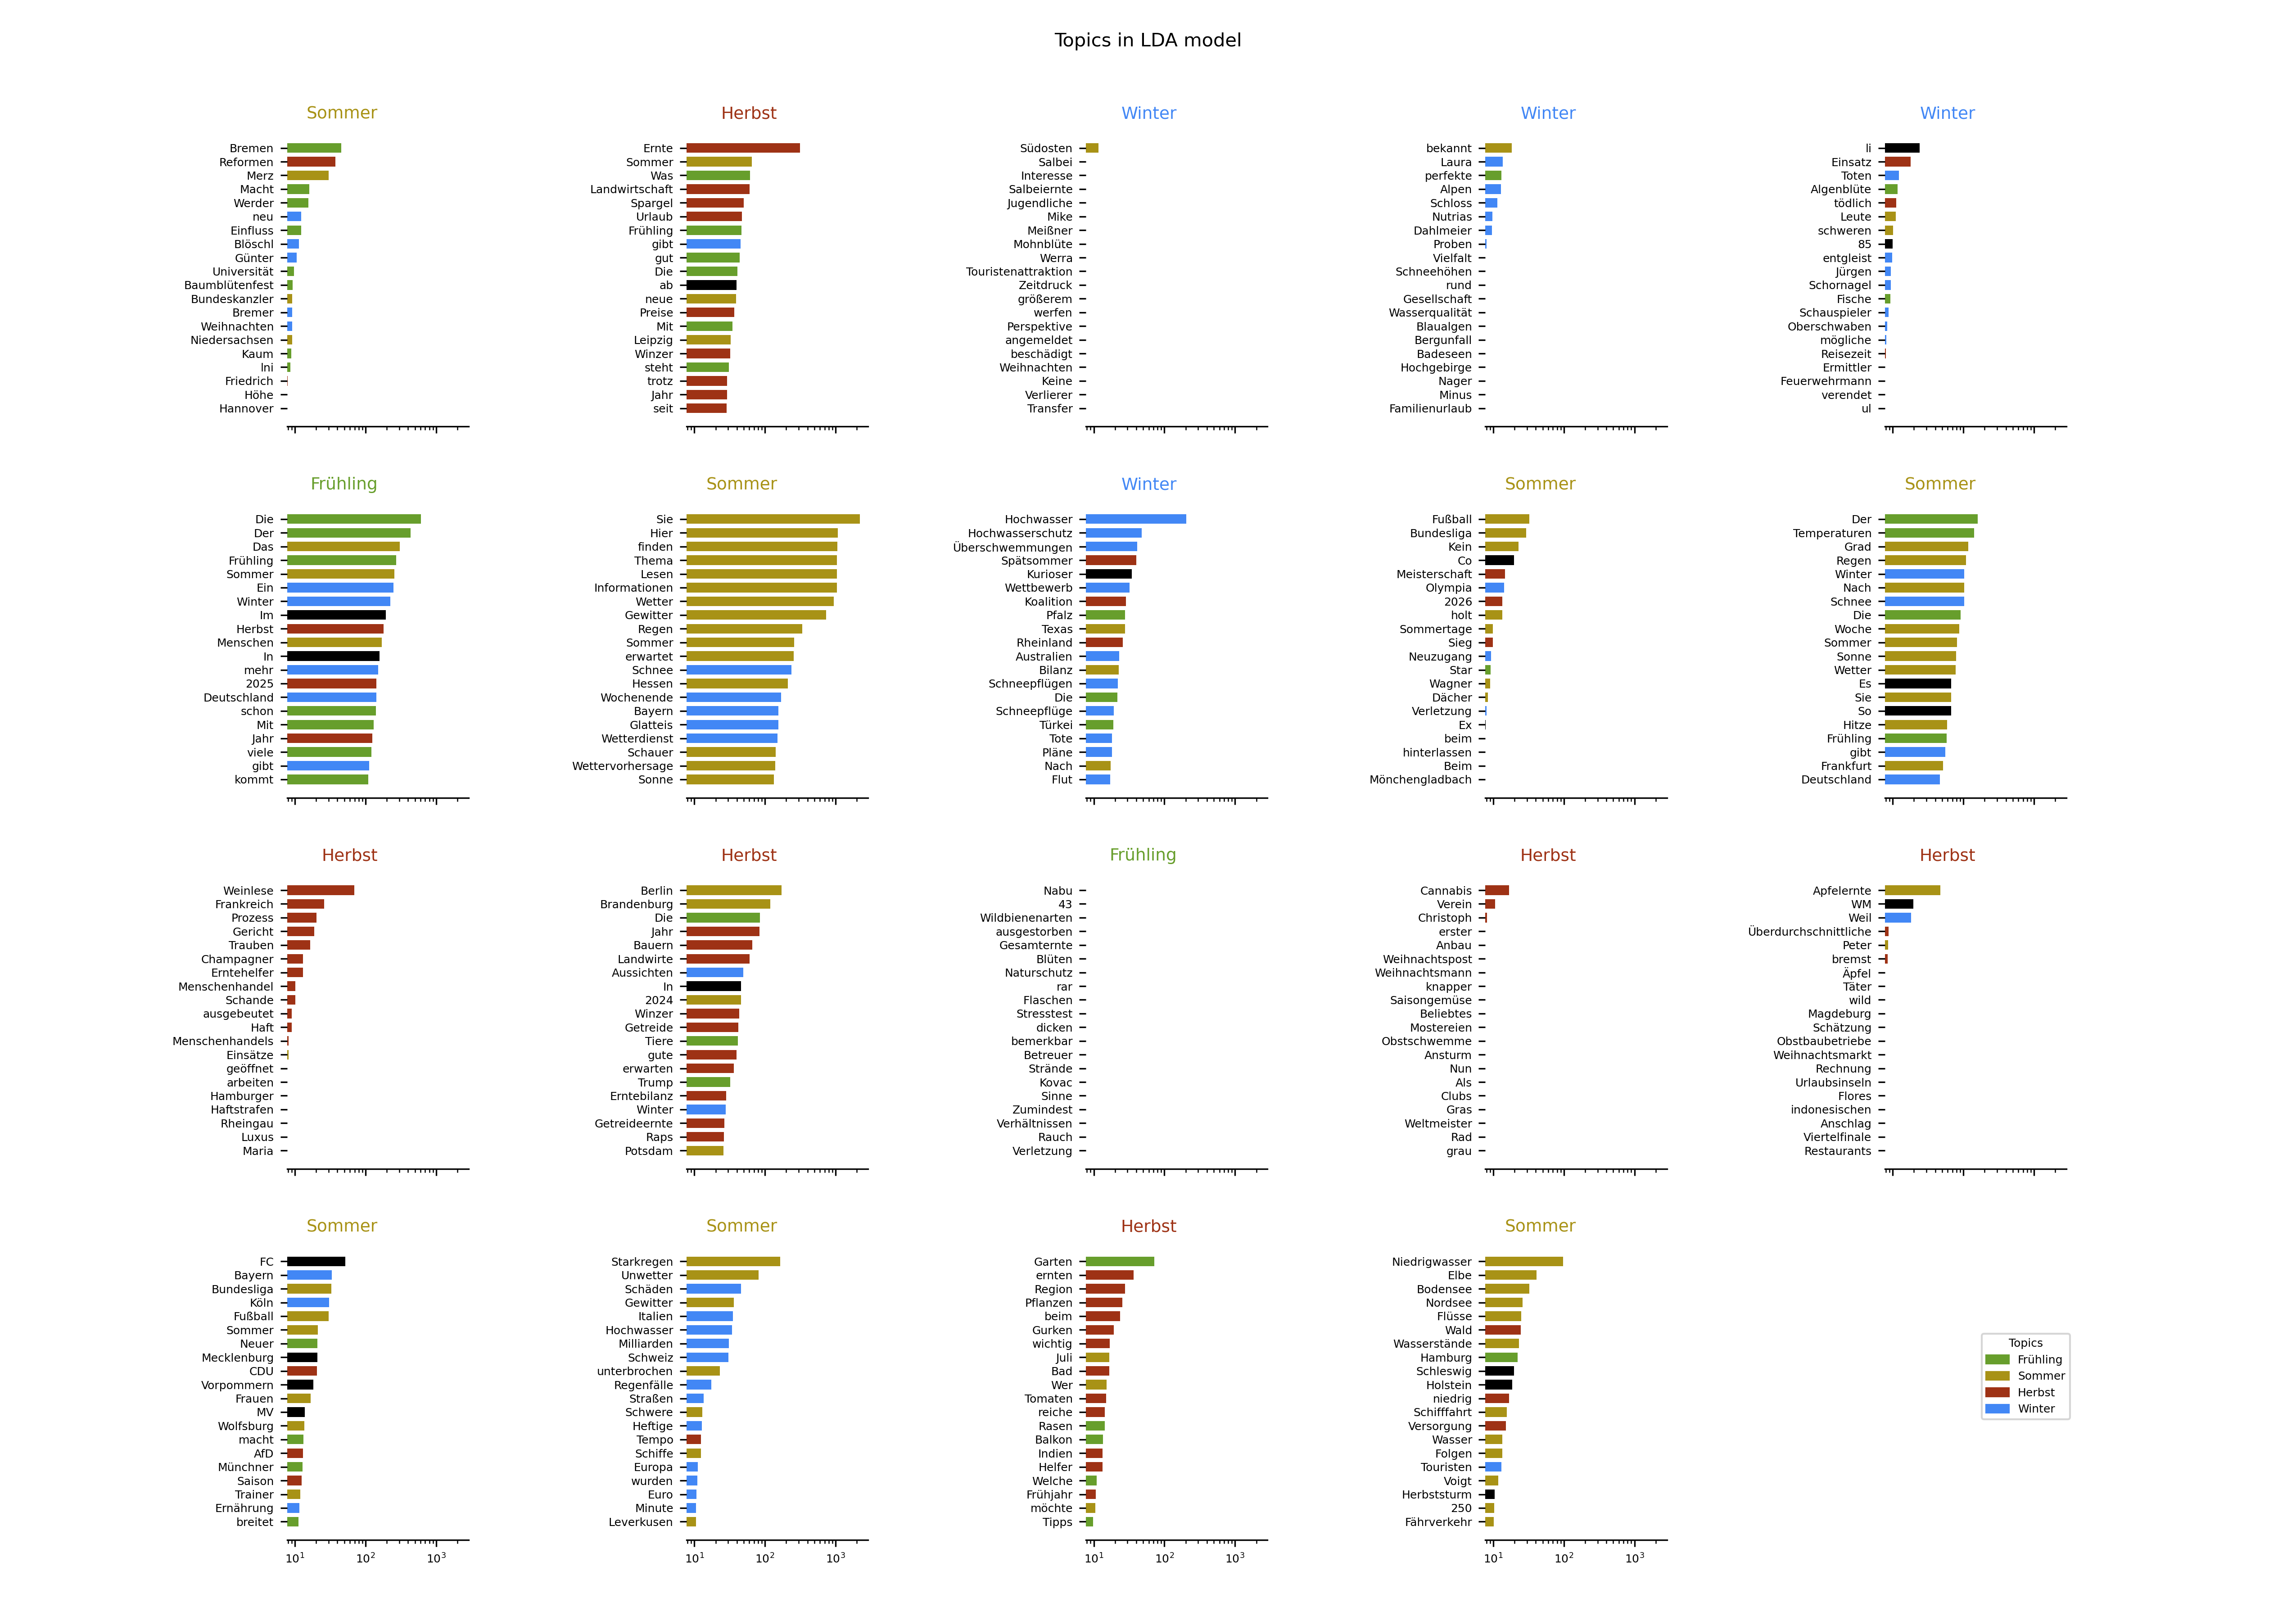 Topics in LDA model
Sommer
Bremen
Reformen
Merz
Macht
Werder
neu
Einfluss
Blöschl
Günter
Universität
Baumblütenfest
Bundeskanzler
Bremer
Weihnachten
Niedersachsen
Kaum
Ini
Friedrich
Höhe
Hannover
Herbst
Ernte
Sommer
Was
Landwirtschaft
Spargel
Urlaub
Frühling
gibt
gut
Die
ab
neue
Preise
Mit
Leipzig
Winzer
steht
trotz
Jahr
seit
Winter
Südosten
Salbei
Interesse
Salbeiernte
Jugendliche
Mike
Meißner
Mohnblüte
Werra
Touristenattraktion
Zeitdruck
größerem
werfen
Perspektive
angemeldet
beschädigt
Weihnachten
Keine
Verlierer
Transfer
Winter
bekannt
Laura
perfekte
Alpen
Schloss
Nutrias
Dahlmeier
Proben
Vielfalt
Schneehöhen
rund
Gesellschaft
Wasserqualität
Blaualgen
Bergunfall
Badeseen
Hochgebirge
Nager
Minus
Familienurlaub
Winter
li
Einsatz
Toten
Algenblüte
tödlich
Leute
schweren
85
entgleist
Jürgen
Schornagel
Fische
Schauspieler
Oberschwaben
mögliche
Reisezeit
Ermittler
Feuerwehrmann
verendet
ul
Frühling
Die
Der
Das
Frühling
Sommer
Ein
Winter
Im
Herbst
Menschen
In
mehr
2025
Deutschland
schon
Mit
Jahr
viele
gibt
kommt
Sommer
Sie
Hier
finden
Thema
Lesen
Informationen
Wetter
Gewitter
Regen
Sommer
erwartet
Schnee
Hessen
Wochenende
Bayern
Glatteis
Wetterdienst
Schauer
Wettervorhersage
Sonne
Winter
Hochwasser
Hochwasserschutz
Überschwemmungen
Spätsommer
Kurioser
Wettbewerb
Koalition
Pfalz
Texas
Rheinland
Australien
Bilanz
Schneepflügen
Die
Schneepflüge
Türkei
Tote
Pläne
Nach
Flut
Sommer
Fußball
Bundesliga
Kein
Co
Meisterschaft
Olympia
2026
holt
Sommertage
Sieg
Neuzugang
Star
Wagner
Dächer
Verletzung
Ex
beim
hinterlassen
Beim
Mönchengladbach
Sommer
Der
Temperaturen
Grad
Regen
Winter
Nach
Schnee
Die
Woche
Sommer
Sonne
Wetter
Es
Sie
So
Hitze
Frühling
gibt
Frankfurt
Deutschland
Herbst
Weinlese
Frankreich
Prozess
Gericht
Trauben
Champagner
Erntehelfer
Menschenhandel
Schande
ausgebeutet
Haft
Menschenhandels
Einsätze
geöffnet
arbeiten
Hamburger
Haftstrafen
Rheingau
Luxus
Maria
Herbst
Berlin
Brandenburg
Die
Jahr
Bauern
Landwirte
Aussichten
In
2024
Winzer
Getreide
Tiere
gute
erwarten
Trump
Erntebilanz
Winter
Getreideernte
Raps
Potsdam
Frühling
Nabu
43
Wildbienenarten
ausgestorben
Gesamternte
Blüten
Naturschutz
rar
Flaschen
Stresstest
dicken
bemerkbar
Betreuer
Strände
Kovac
Sinne
Zumindest
Verhältnissen
Rauch
Verletzung
Herbst
Cannabis
Verein
Christoph
erster
Anbau
Weihnachtspost
Weihnachtsmann
knapper
Saisongemüse
Beliebtes
Mostereien
Obstschwemme
Ansturm
Nun
Als
Clubs
Gras
Weltmeister
Rad
grau
Herbst
Apfelernte
WM
Weil
Überdurchschnittliche
Peter
bremst
Äpfel
Täter
wild
Magdeburg
Schätzung
Obstbaubetriebe
Weihnachtsmarkt
Rechnung
Urlaubsinseln
Flores
indonesischen
Anschlag
Viertelfinale
Restaurants
Sommer
FC
Bayern
Bundesliga
Köln
Fußball
Sommer
Neuer
Mecklenburg
CDU
Vorpommern
Frauen
MV
Wolfsburg
macht
AfD
Münchner
Saison
Trainer
Ernährung
breitet
10¹ 10² 10³
Sommer
Starkregen
Unwetter
Schäden
Gewitter
Italien
Hochwasser
Milliarden
Schweiz
unterbrochen
Regenfälle
Straßen
Schwere
Heftige
Tempo
Schiffe
Europa
wurden
Euro
Minute
Leverkusen
10¹ 10² 10³
Herbst
Garten
ernten
Region
Pflanzen
beim
Gurken
wichtig
Juli
Bad
Wer
Tomaten
reiche
Rasen
Balkon
Indien
Helfer
Welche
Frühjahr
möchte
Tipps
10¹ 10² 10³
Sommer
Niedrigwasser
Elbe
Bodensee
Nordsee
Flüsse
Wald
Wasserstände
Hamburg
Schleswig
Holstein
niedrig
Schifffahrt
Versorgung
Wasser
Folgen
Touristen
Voigt
Herbststurm
250
Fährverkehr
10¹ 10² 10³
Topics
Frühling
Sommer
Herbst
Winter